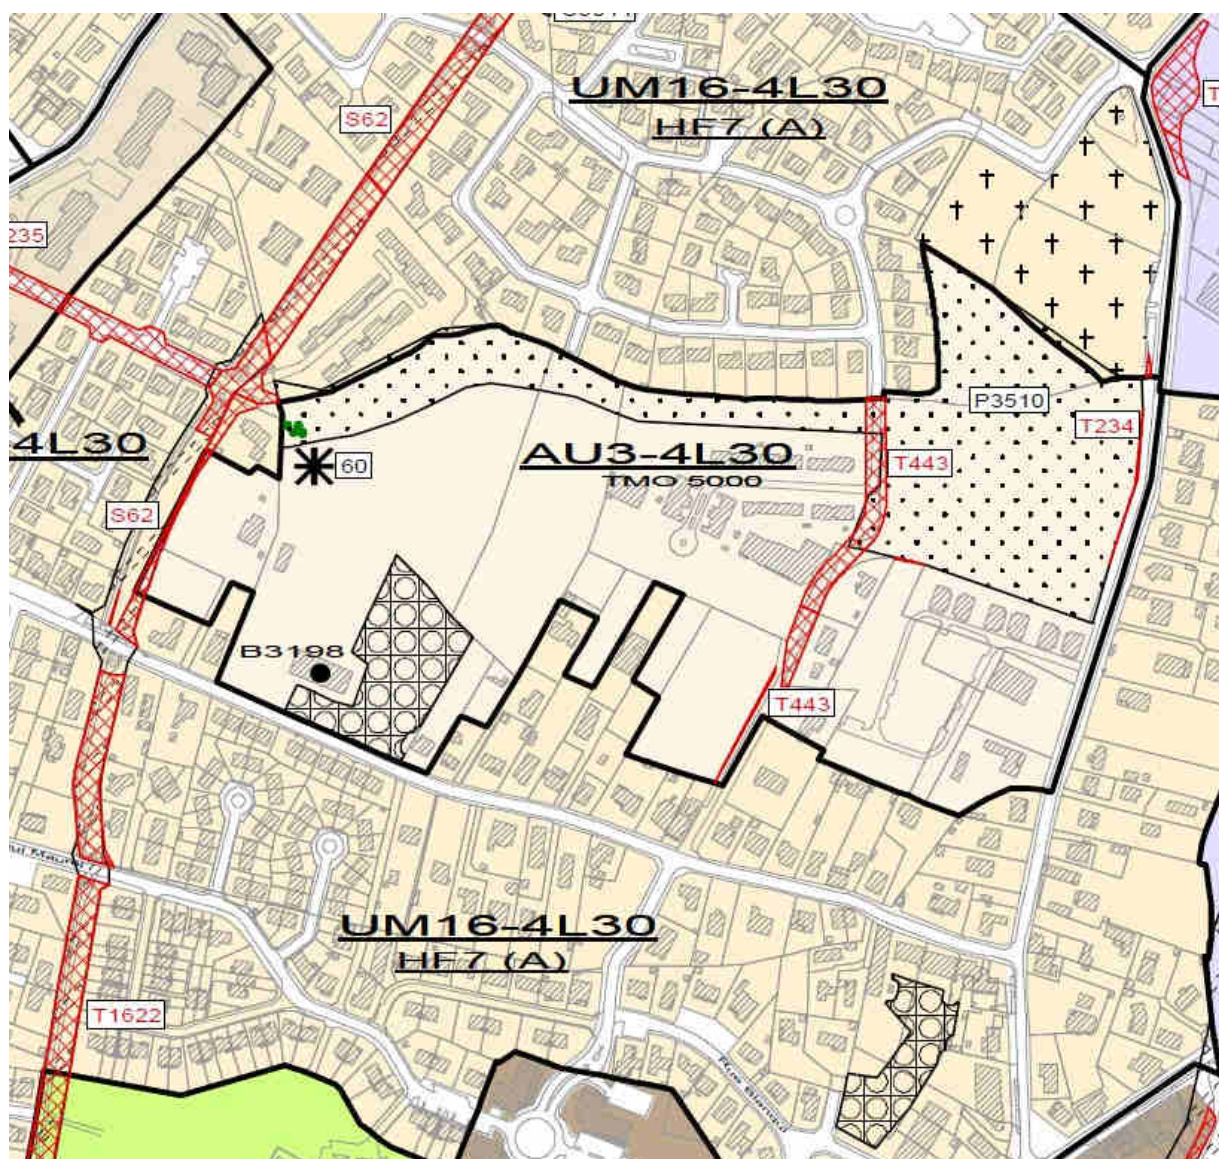 UM16-4L30
HF7 (A)
S62
235
P3510
T234
4L30
AU3-4L30
TMO 5000
60
T443
S62
B3198
T443
UM16-4L30
HF7 (A)
T1622